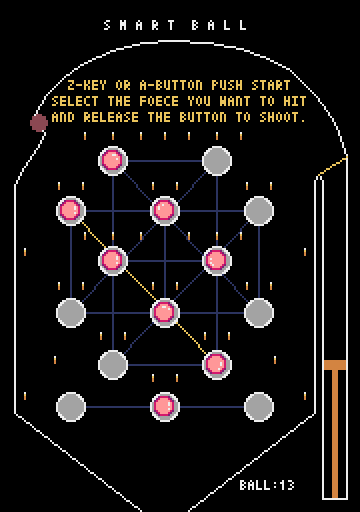 SMART BALL
Z-KEY OR A-BUTTON PUSH START
SELECT THE FOECE YOU WANT TO HIT
AND RELEASE THE BUTTON TO SHOOT.
BALL:13